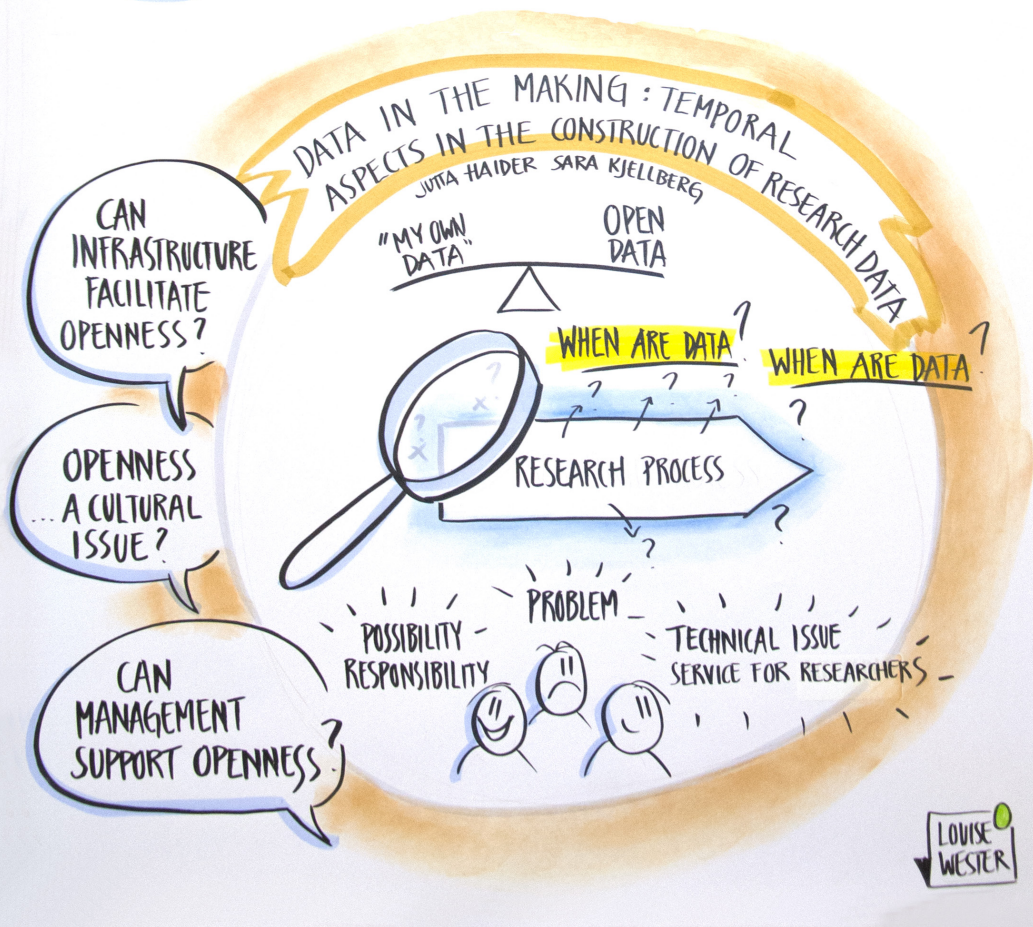 DATA IN THE MAKING : TEMPORAL
ASPECTS IN THE CONSTRUCTION OF RESEARCH DATA
JUTTA HAIDER SARA KJELLBERG
"MY OWN
DATA"
OPEN
DATA
CAN
INFRASTRUCTURE
FACILITATE
OPENNESS?
WHEN ARE DATA?
WHEN ARE DATA?
? ? ? ?
? x
?
x
RESEARCH PROCESS
?
?
OPENNESS
...A CULTURAL
ISSUE?
PROBLEM
POSSIBILITY
RESPONSIBILITY
TECHNICAL ISSUE
SERVICE FOR RESEARCHERS
CAN
MANAGEMENT
SUPPORT OPENNESS?
LOUISE
WESTER